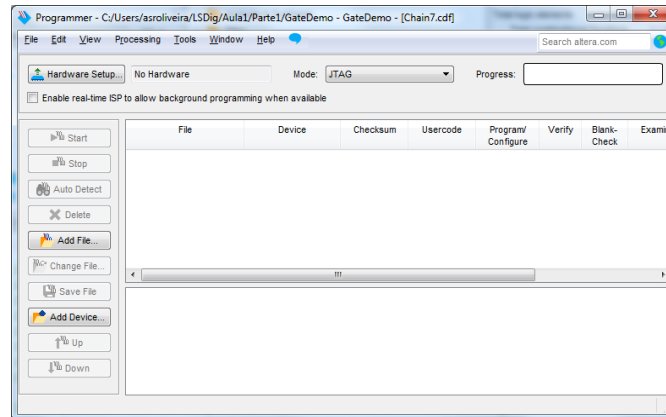 Programmer - C:/Users/asroliveira/LSDig/Aula1/Parte1/GateDemo - GateDemo - [Chain7.cdf]
File Edit View Processing Tools Window Help
Search altera.com
Hardware Setup... No Hardware Mode: JTAG Progress:
Enable real-time ISP to allow background programming when available
File Device Checksum Usercode Program/ Verify Blank- Examin
Configure Check
Start
Stop
Auto Detect
Delete
Add File...
Change File...
Save File
Add Device...
Up
Down